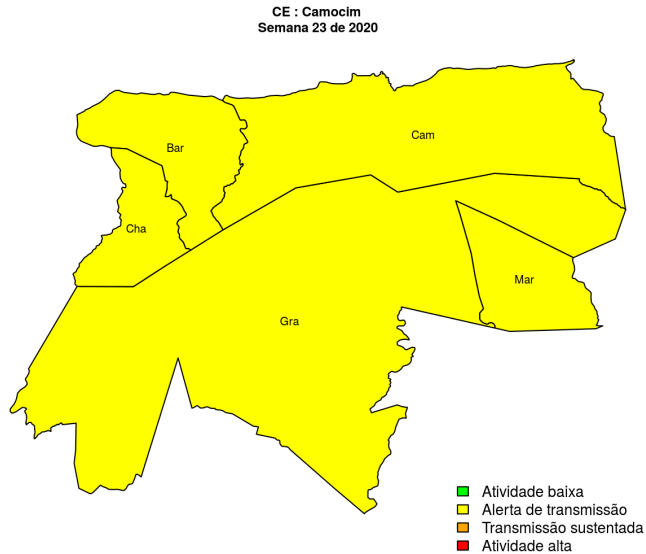 CE : Camocim
Semana 23 de 2020
Bar
Cam
Cha
Mar
Gra
Atividade baixa
Alerta de transmissão
Transmissão sustentada
Atividade alta